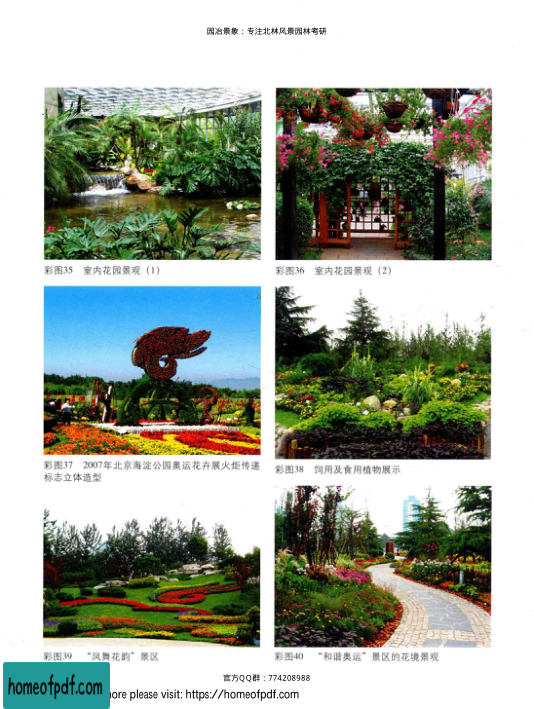 园冶景象：专注北林风景园林考研
彩图35 室内花园景观（1）
彩图36 室内花园景观（2）
彩图37 2007年北京海淀公园奥运花卉展火炬传递
标志立体造型
彩图38 饲用及食用植物展示
彩图39 “凤舞花韵”景区
彩图40 “和谐奥运”景区的花境景观
官方QQ群：774208988
homeofpdf.com
ore please visit: https://homeofpdf.com